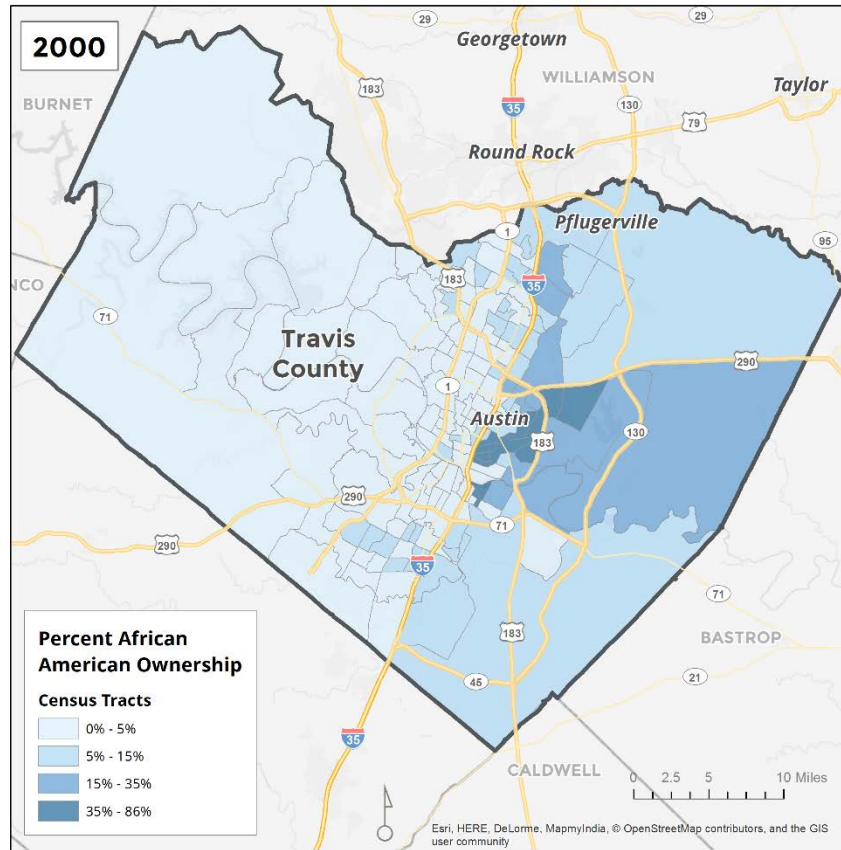 2000
29
29
Georgetown
WILLIAMSON
183
Taylor
BURNET
35
130
79
Round Rock
Pflugerville
1
95
183
35
NCO
71
Travis
County
290
1
Austin
183
130
290
71
290
35
71
183
BASTROP
45
21
35
CALDWELL
Percent African
American Ownership
Census Tracts
0% - 5%
5% - 15%
15% - 35%
35% - 86%
0 2.5 5 10 Miles
Esri, HERE, DeLorme, MapmyIndia, © OpenStreetMap contributors, and the GIS
user community